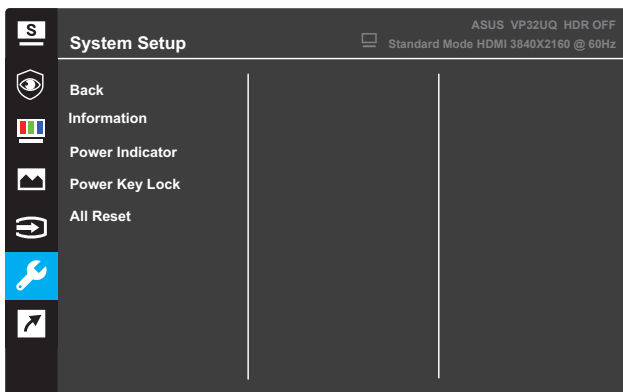 S
System Setup
ASUS VP32UQ HDR OFF
Standard Mode HDMI 3840X2160 @ 60Hz
Back
Information
Power Indicator
Power Key Lock
All Reset